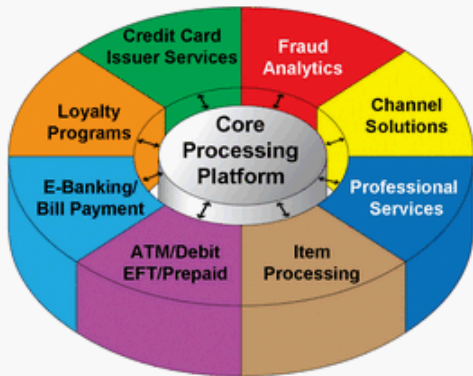 Credit Card
Issuer Services
Fraud
Analytics
Channel
Solutions
Professional
Services
Item
Processing
ATM/Debit
EFT/Prepaid
E-Banking/
Bill Payment
Loyalty
Programs
Core
Processing
Platform